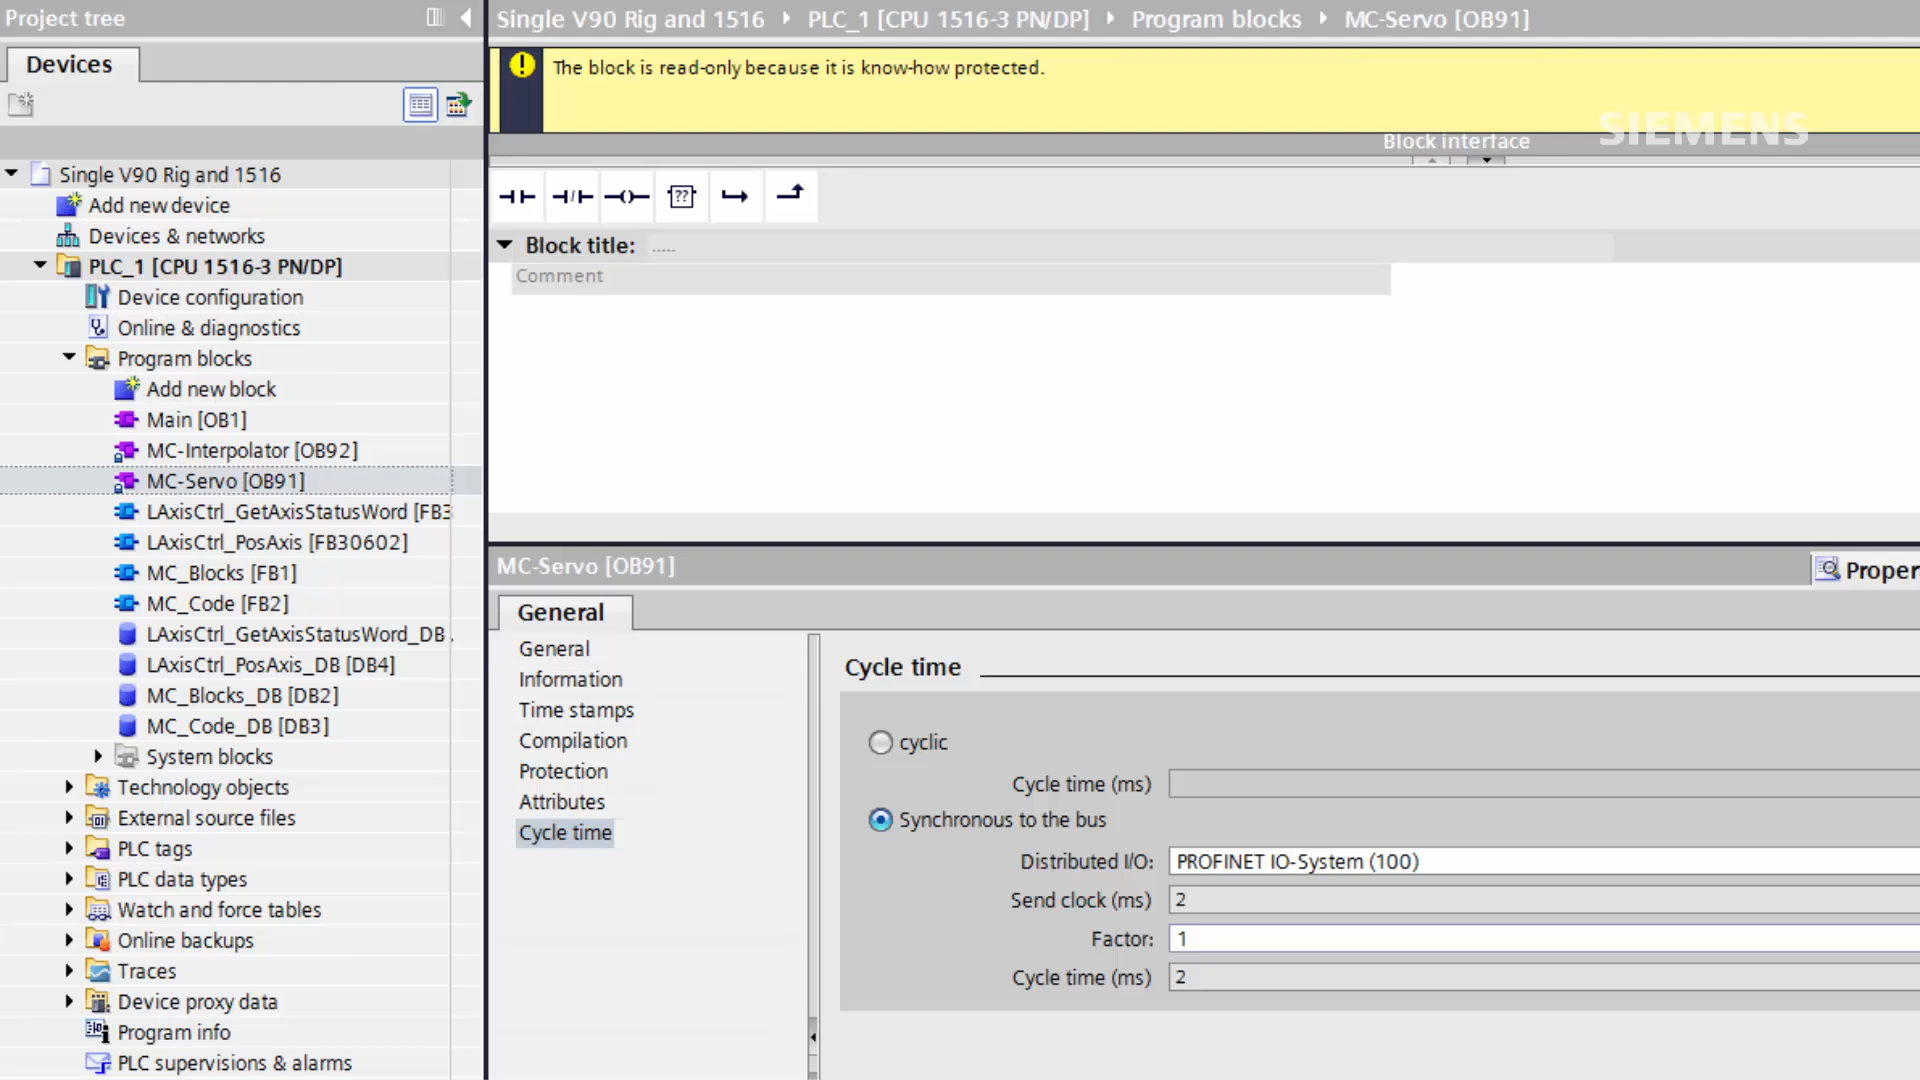 Project tree
Devices
Single V90 Rig and 1516
Add new device
Devices & networks
PLC_1 [CPU 1516-3 PN/DP]
Device configuration
Online & diagnostics
Program blocks
Add new block
Main [OB1]
MC-Interpolator [OB92]
MC-Servo [OB91]
LAxisCtrl_GetAxisStatusWord [FB3
LAxisCtrl_PosAxis [FB30602]
MC_Blocks [FB1]
MC_Code [FB2]
LAxisCtrl_GetAxisStatusWord_DB
LAxisCtrl_PosAxis_DB [DB4]
MC_Blocks_DB [DB2]
MC_Code_DB [DB3]
System blocks
Technology objects
External source files
PLC tags
PLC data types
Watch and force tables
Online backups
Traces
Device proxy data
Program info
PLC supervisions & alarms
Single V90 Rig and 1516 PLC_1 [CPU 1516-3 PN/DP] Program blocks MC-Servo [OB91]
The block is read-only because it is know-how protected.
SIEMENS
Block interface
??
Block title: .....
Comment
MC-Servo [OB91]
Proper
General
General
Information
Time stamps
Compilation
Protection
Attributes
Cycle time
Cycle time
cyclic
Cycle time (ms)
Synchronous to the bus
Distributed I/O: PROFINET IO-System (100)
Send clock (ms) 2
Factor: 1
Cycle time (ms) 2